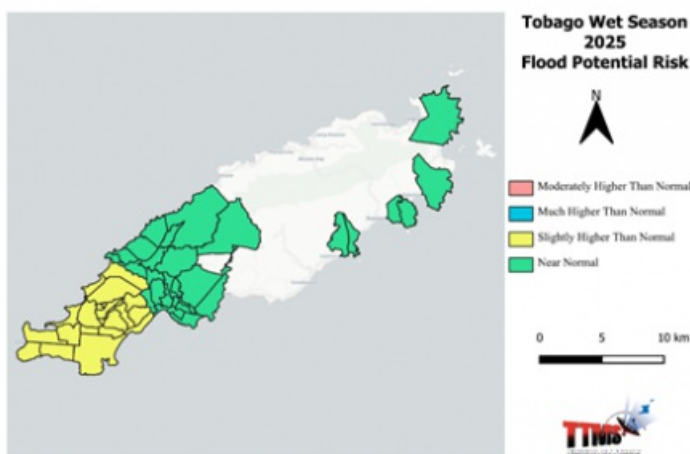 Tobago Wet Season
2025
Flood Potential Risk
N
Moderately Higher Than Normal
Much Higher Than Normal
Slightly Higher Than Normal
Near Normal
0 5 10 km
TTMS